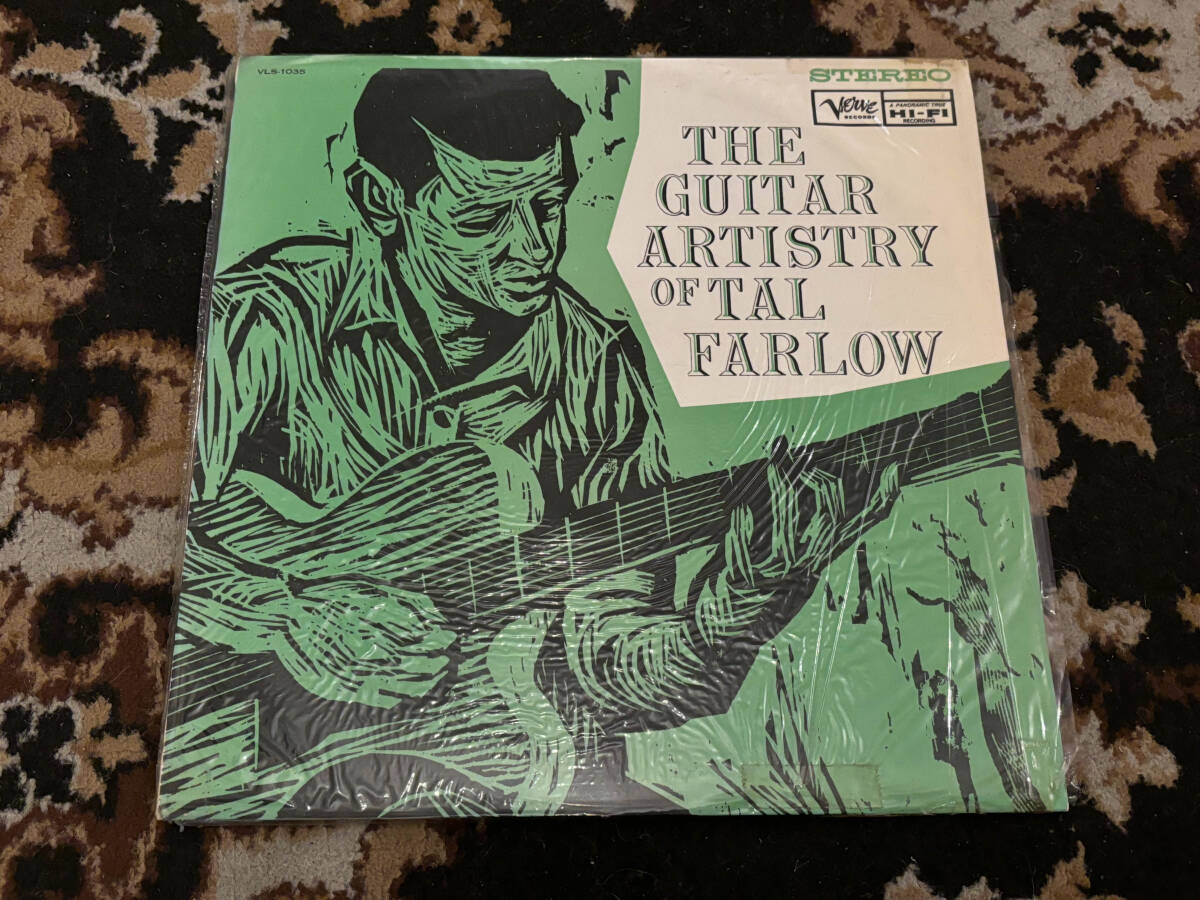 VLS-1035
STEREO
Verve
RECORDS
A PANORAMIC TRUE
HI-FI
RECORDING
THE
GUITAR
ARTISTRY
OF TAL
FARLOW